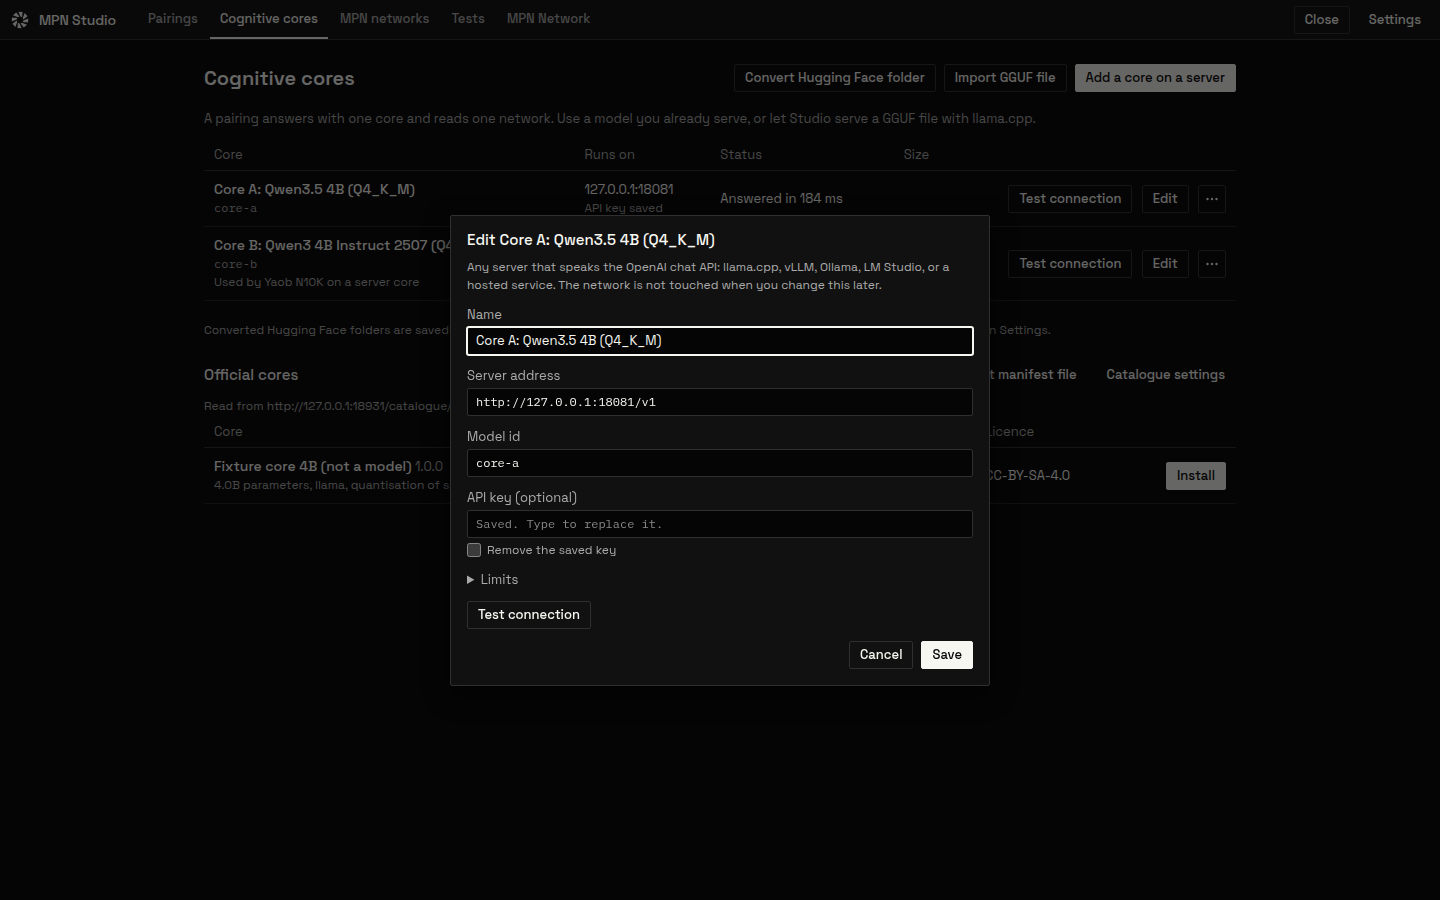 MPN Studio
Pairings
Cognitive cores
MPN networks
Tests
MPN Network
Close
Settings
Cognitive cores
Convert Hugging Face folder
Import GGUF file
Add a core on a server
A pairing answers with one core and reads one network. Use a model you already serve, or let Studio serve a GGUF file with llama.cpp.
Core
Runs on
Status
Size
Core A: Qwen3.5 4B (Q4_K_M)
core-a
127.0.0.1:18081
API key saved
Answered in 184 ms
Test connection
Edit
...
Core B: Qwen3 4B Instruct 2507 (Q4
core-b
Used by Yaob N10K on a server core
Test connection
Edit
...
Converted Hugging Face folders are saved
n Settings.
Official cores
t manifest file
Catalogue settings
Read from http://127.0.0.1:18931/catalogue/
Core
Licence
Fixture core 4B (not a model) 1.0.0
4.0B parameters, llama, quantisation of s
CC-BY-SA-4.0
Install
Edit Core A: Qwen3.5 4B (Q4_K_M)
Any server that speaks the OpenAI chat API: llama.cpp, vLLM, Ollama, LM Studio, or a
hosted service. The network is not touched when you change this later.
Name
Core A: Qwen3.5 4B (Q4_K_M)
Server address
http://127.0.0.1:18081/v1
Model id
core-a
API key (optional)
Saved. Type to replace it.
Remove the saved key
Limits
Test connection
Cancel
Save